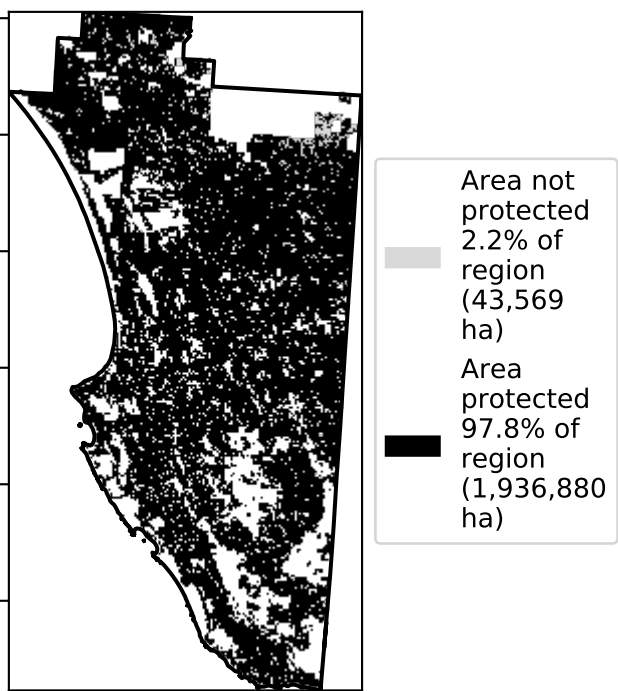 Area not
protected
2.2% of
region
(43,569
ha)
Area
protected
97.8% of
region
(1,936,880
ha)